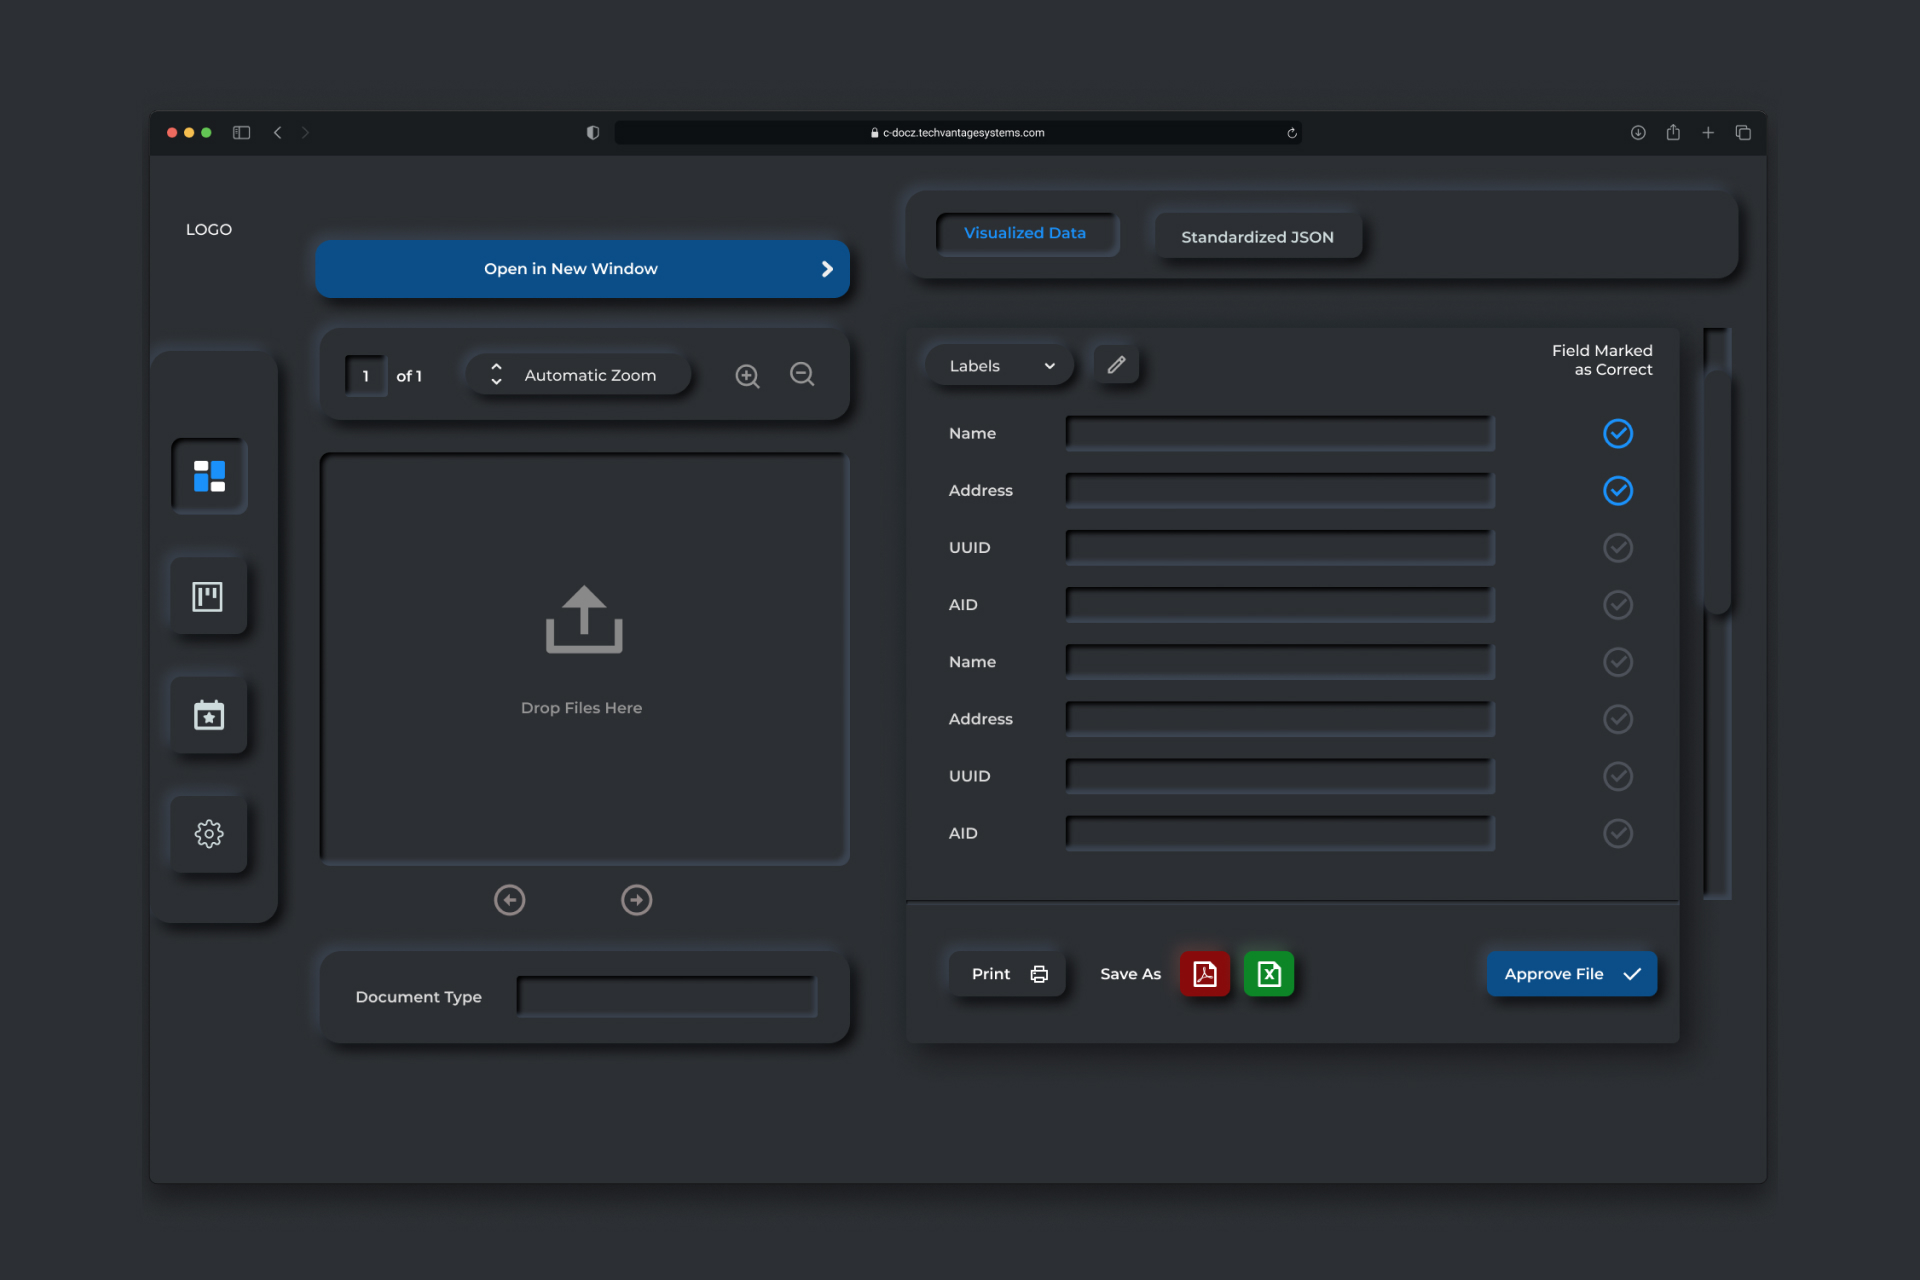 c-docz.techvantagesystems.com
LOGO
Open in New Window
1 of 1
Automatic Zoom
Drop Files Here
Document Type
Visualized Data
Standardized JSON
Labels
Field Marked
as Correct
Name
Address
UUID
AID
Name
Address
UUID
AID
Print
Save As
X
Approve File